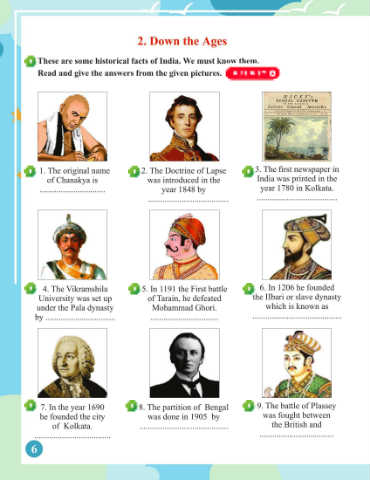 2. Down the Ages
These are some historical facts of India. We must know them.
Read and give the answers from the given pictures.
1. The original name
of Chanakya is
............................
2. The Doctrine of Lapse
was introduced in the
year 1848 by
..................................
3. The first newspaper in
India was printed in the
year 1780 in Kolkata.
..................................
4. The Vikramshila
University was set up
under the Pala dynasty
by ..............................
5. In 1191 the First battle
of Tarain, he defeated
Mohammad Ghori.
.............................
6. In 1206 he founded
the Ilbari or slave dynasty
which is known as
......................................
7. In the year 1690
he founded the city
of Kolkata.
.................................
8. The partition of Bengal
was done in 1905 by
......................................
9. The battle of Plassey
was fought between
the British and
................................
6